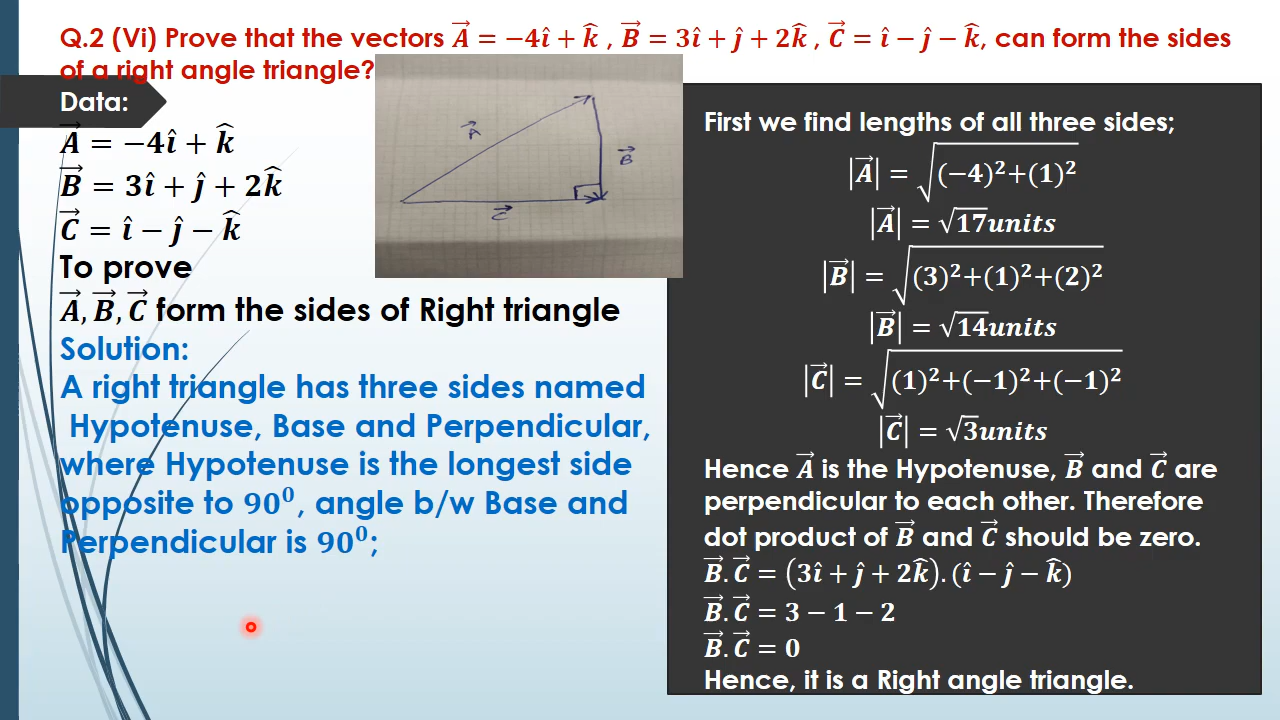 Q.2 (Vi) Prove that the vectors A⃗ = −4î + k̂ , B⃗ = 3î + ĵ + 2k̂ , C⃗ = î − ĵ − k̂, can form the sides
of a right angle triangle?
Data:
A⃗ = −4î + k̂
B⃗ = 3î + ĵ + 2k̂
C⃗ = î − ĵ − k̂
To prove
A⃗, B⃗, C⃗ form the sides of Right triangle
Solution:
A right triangle has three sides named
Hypotenuse, Base and Perpendicular,
where Hypotenuse is the longest side
opposite to 90⁰, angle b/w Base and
Perpendicular is 90⁰;
A⃗
B⃗
C⃗
First we find lengths of all three sides;
|A⃗| = √((−4)²+(1)²)
|A⃗| = √17units
|B⃗| = √((3)²+(1)²+(2)²)
|B⃗| = √14units
|C⃗| = √((1)²+(−1)²+(−1)²)
|C⃗| = √3units
Hence A⃗ is the Hypotenuse, B⃗ and C⃗ are
perpendicular to each other. Therefore
dot product of B⃗ and C⃗ should be zero.
B⃗. C⃗ = (3î + ĵ + 2k̂). (î − ĵ − k̂)
B⃗. C⃗ = 3 − 1 − 2
B⃗. C⃗ = 0
Hence, it is a Right angle triangle.